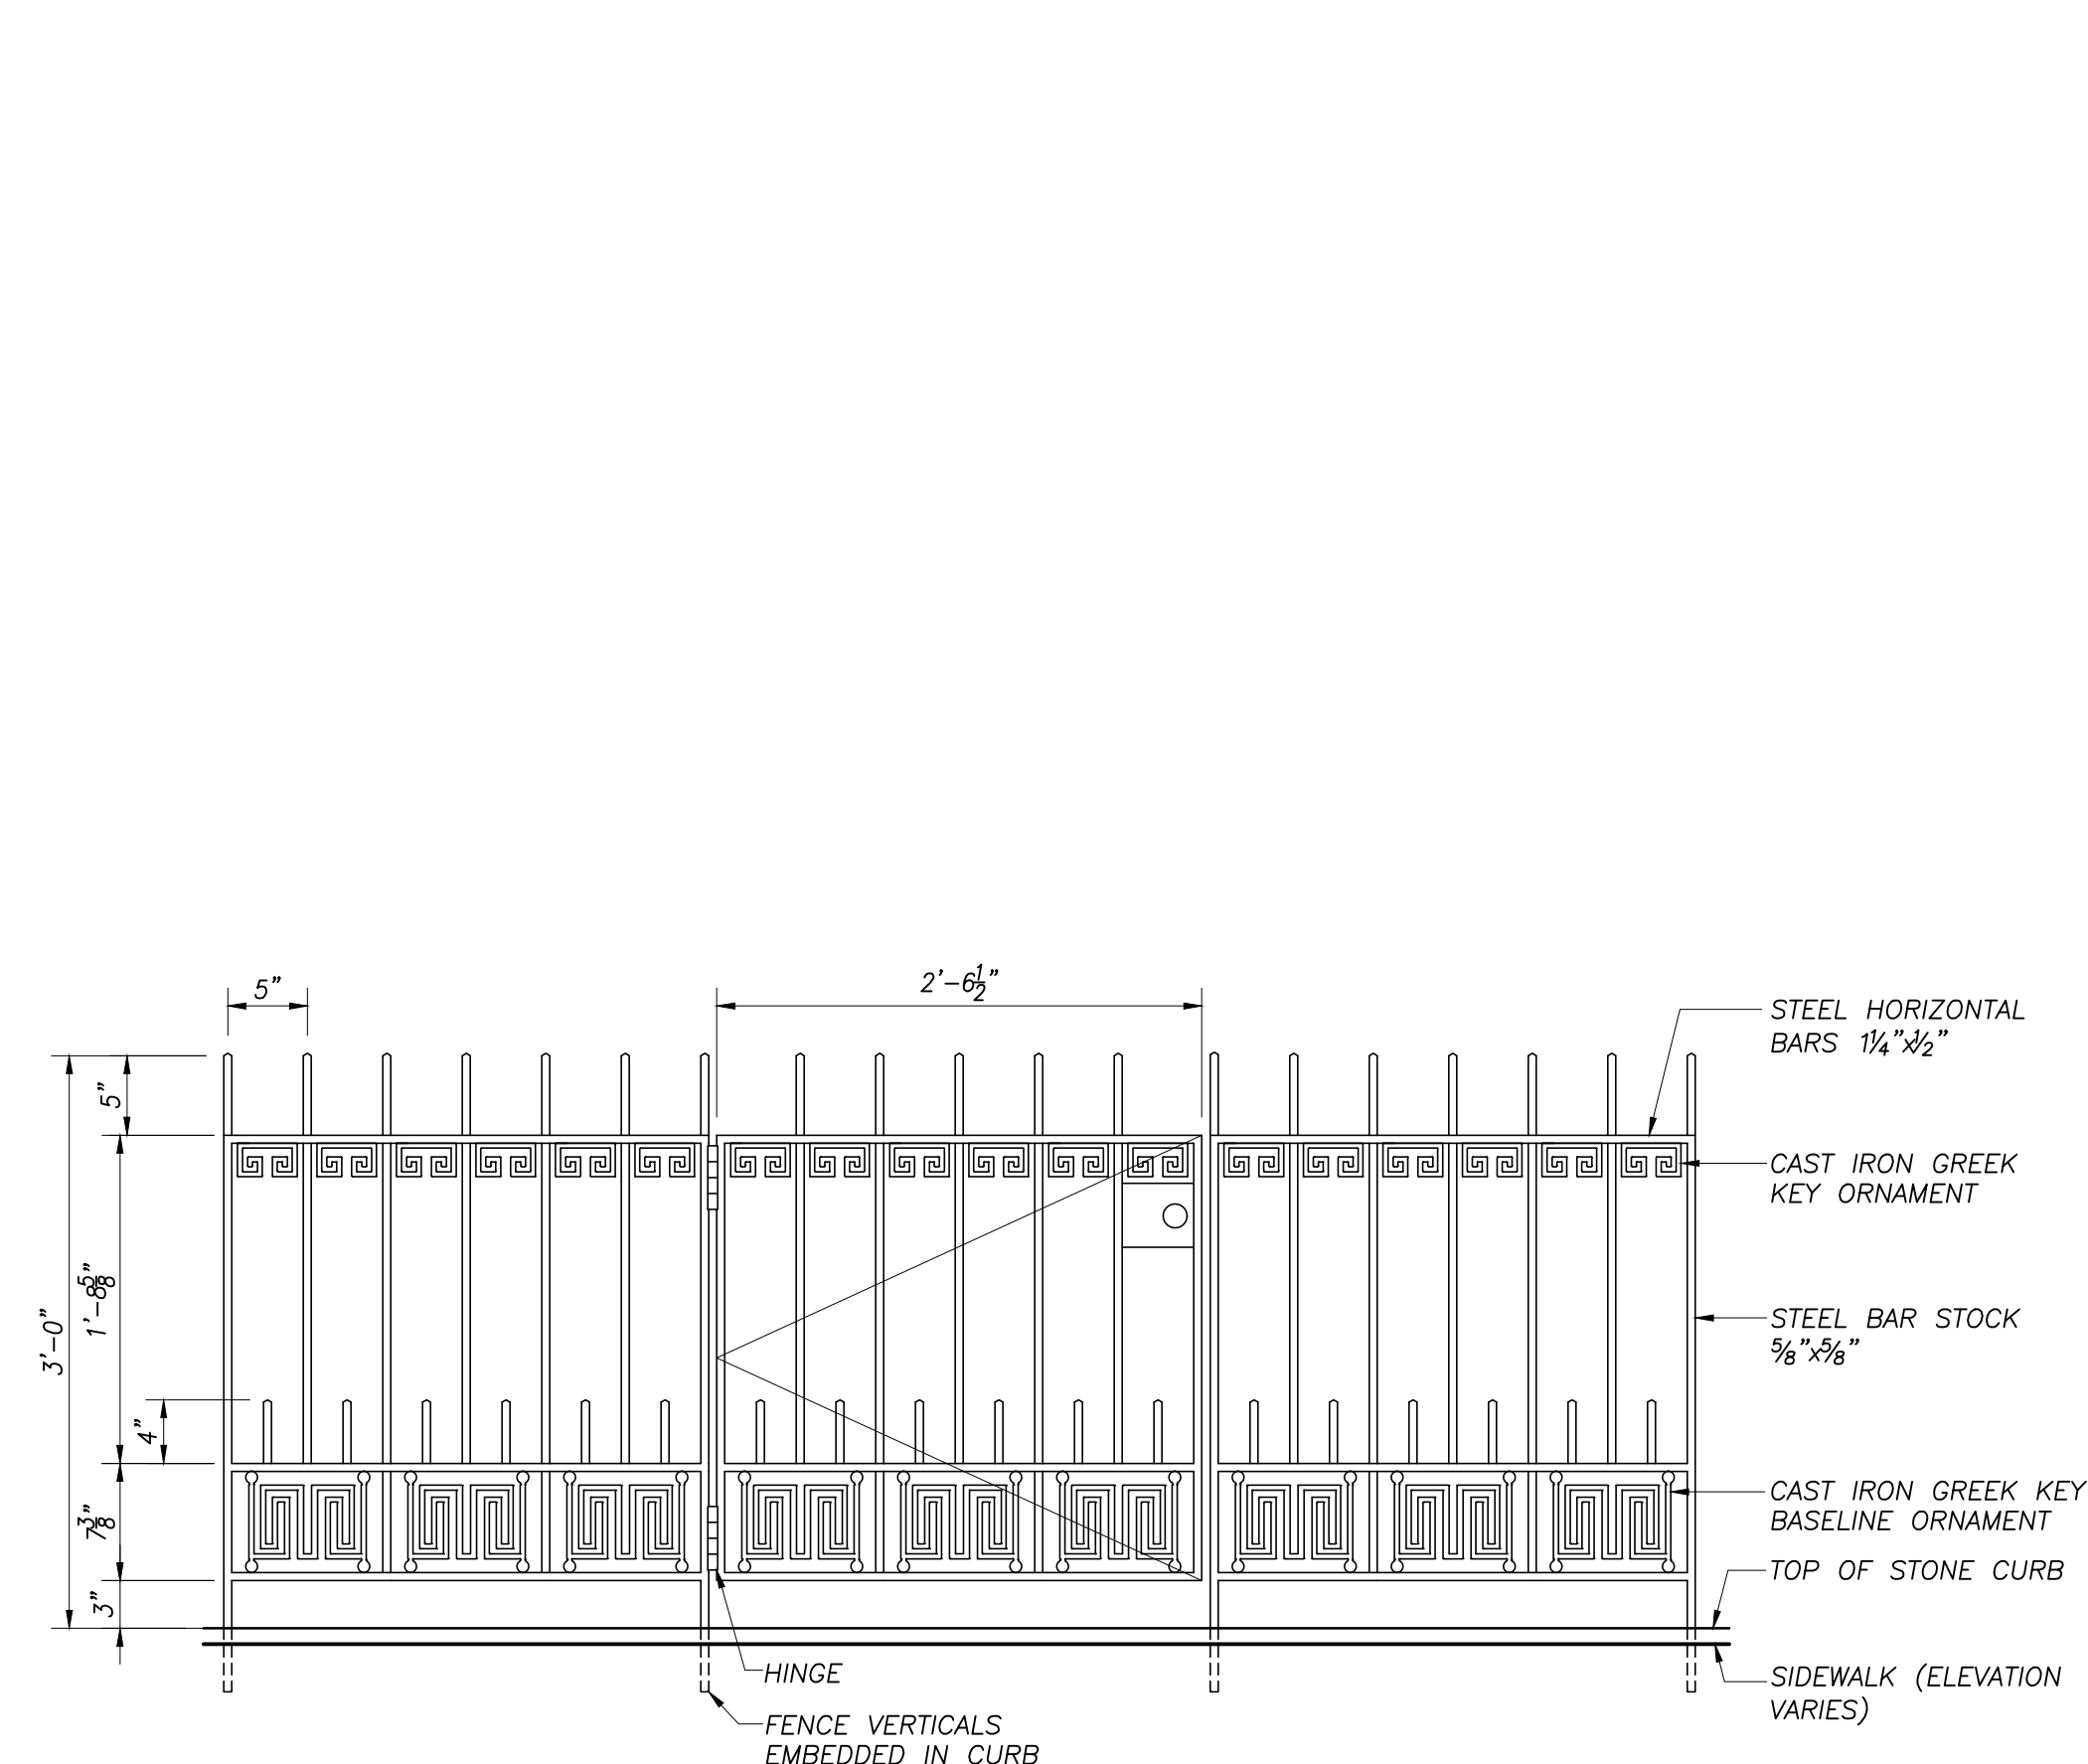 2'-6½"
5"
STEEL HORIZONTAL
BARS 1¼"x½"
5"
CAST IRON GREEK
KEY ORNAMENT
1'-8⅝"
3'-0"
STEEL BAR STOCK
⅝"x⅝"
4"
CAST IRON GREEK KEY
BASELINE ORNAMENT
7⅜"
TOP OF STONE CURB
3"
HINGE
SIDEWALK (ELEVATION
VARIES)
FENCE VERTICALS
EMBEDDED IN CURB